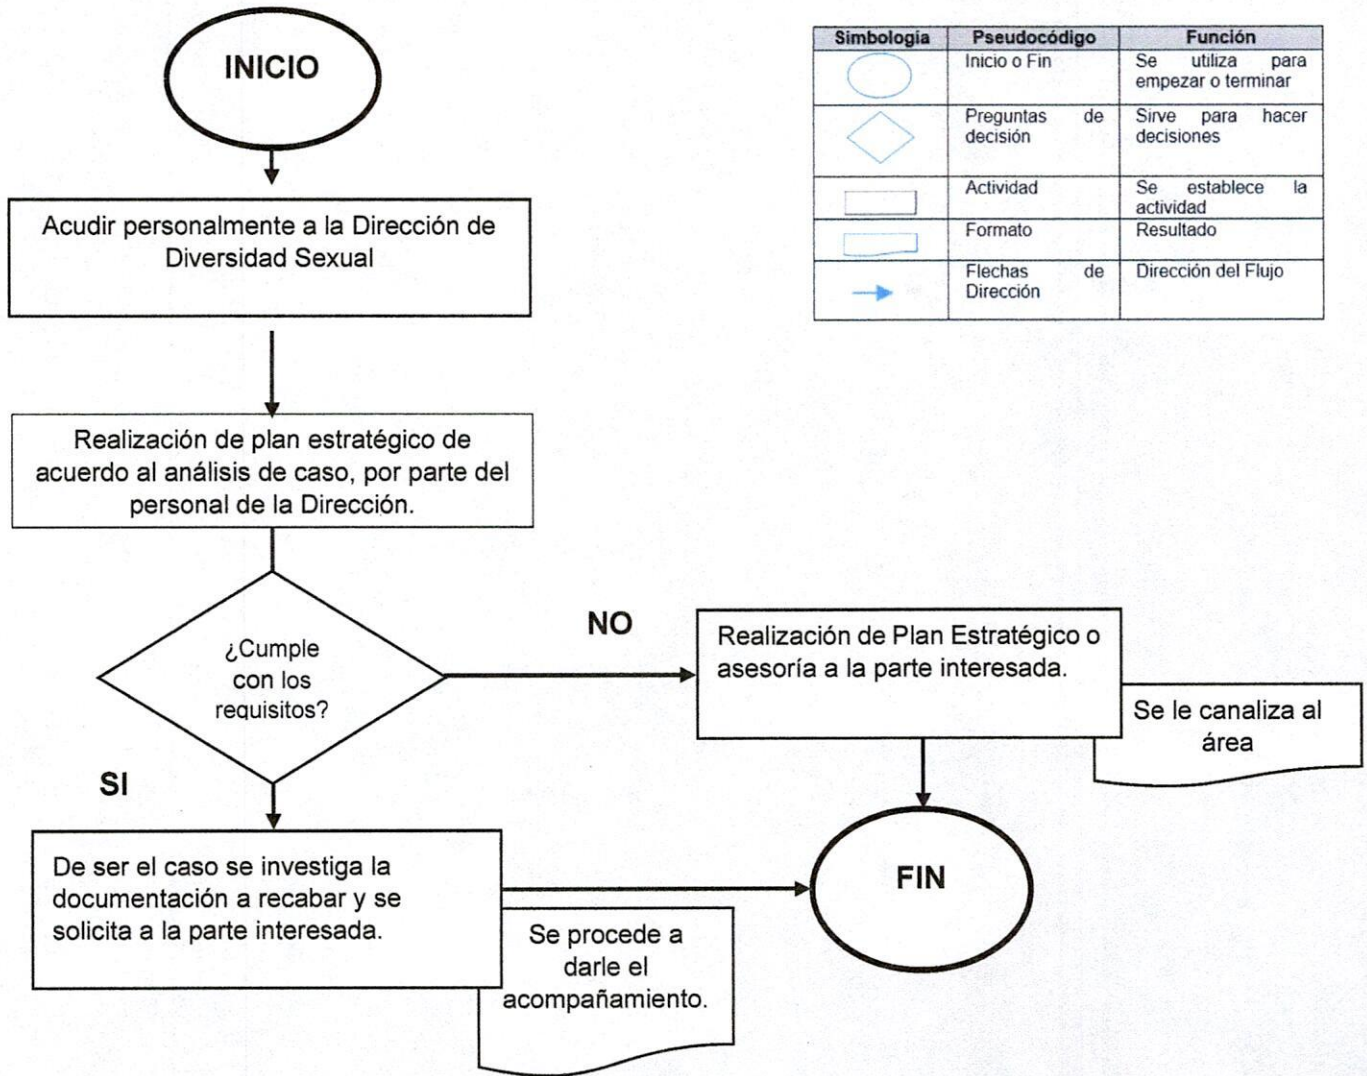 INICIO
Simbología Pseudocódigo Función
Inicio o Fin Se utiliza para
empezar o terminar
Preguntas de Sirve para hacer
decisión decisiones
Actividad Se establece la
actividad
Formato Resultado
Flechas de Dirección del Flujo
Dirección
Acudir personalmente a la Dirección de
Diversidad Sexual
Realización de plan estratégico de
acuerdo al análisis de caso, por parte del
personal de la Dirección.
¿Cumple
con los
requisitos?
NO
Realización de Plan Estratégico o
asesoría a la parte interesada.
Se le canaliza al
área
SI
De ser el caso se investiga la
documentación a recabar y se
solicita a la parte interesada.
Se procede a
darle el
acompañamiento.
FIN